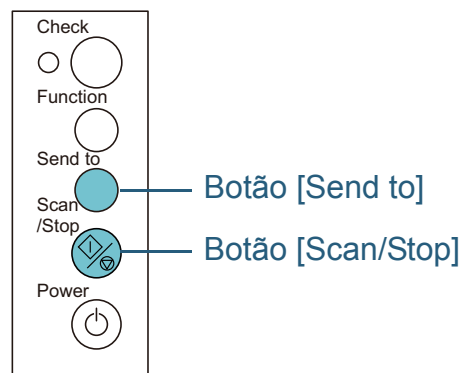 Check
Function
Send to
Botão [Send to]
Scan
/Stop
Botão [Scan/Stop]
Power